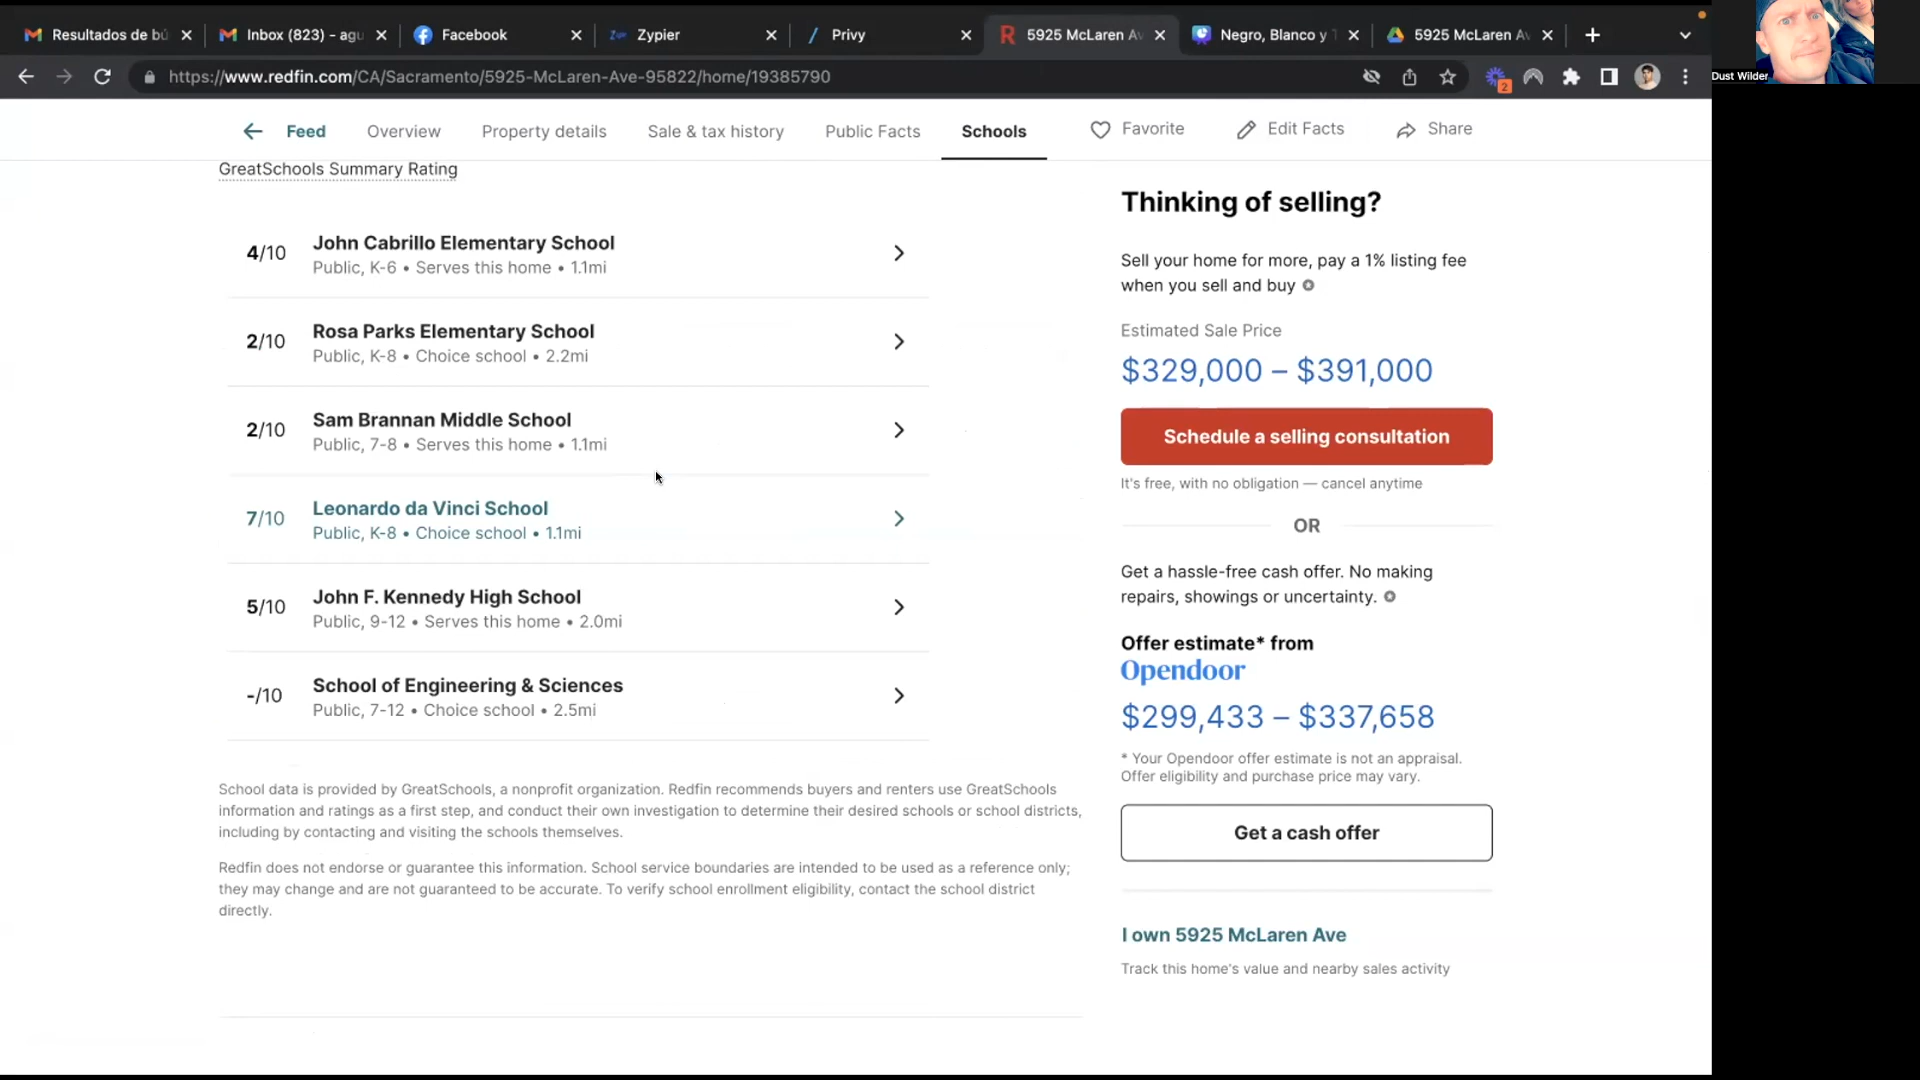 Resultados de bú
Inbox (823) - agu
Facebook
Zypier
Privy
5925 McLaren Av
Negro, Blanco y T
5925 McLaren Av
https://www.redfin.com/CA/Sacramento/5925-McLaren-Ave-95822/home/19385790
2
Dust Wilder
Feed
Overview
Property details
Sale & tax history
Public Facts
Schools
Favorite
Edit Facts
Share
GreatSchools Summary Rating
4/10
John Cabrillo Elementary School
Public, K-6 • Serves this home • 1.1mi
2/10
Rosa Parks Elementary School
Public, K-8 • Choice school • 2.2mi
2/10
Sam Brannan Middle School
Public, 7-8 • Serves this home • 1.1mi
7/10
Leonardo da Vinci School
Public, K-8 • Choice school • 1.1mi
5/10
John F. Kennedy High School
Public, 9-12 • Serves this home • 2.0mi
-/10
School of Engineering & Sciences
Public, 7-12 • Choice school • 2.5mi
School data is provided by GreatSchools, a nonprofit organization. Redfin recommends buyers and renters use GreatSchools
information and ratings as a first step, and conduct their own investigation to determine their desired schools or school districts,
including by contacting and visiting the schools themselves.
Redfin does not endorse or guarantee this information. School service boundaries are intended to be used as a reference only;
they may change and are not guaranteed to be accurate. To verify school enrollment eligibility, contact the school district
directly.
Thinking of selling?
Sell your home for more, pay a 1% listing fee
when you sell and buy
Estimated Sale Price
$329,000 – $391,000
Schedule a selling consultation
It's free, with no obligation — cancel anytime
OR
Get a hassle-free cash offer. No making
repairs, showings or uncertainty.
Offer estimate* from
Opendoor
$299,433 – $337,658
* Your Opendoor offer estimate is not an appraisal.
Offer eligibility and purchase price may vary.
Get a cash offer
I own 5925 McLaren Ave
Track this home's value and nearby sales activity